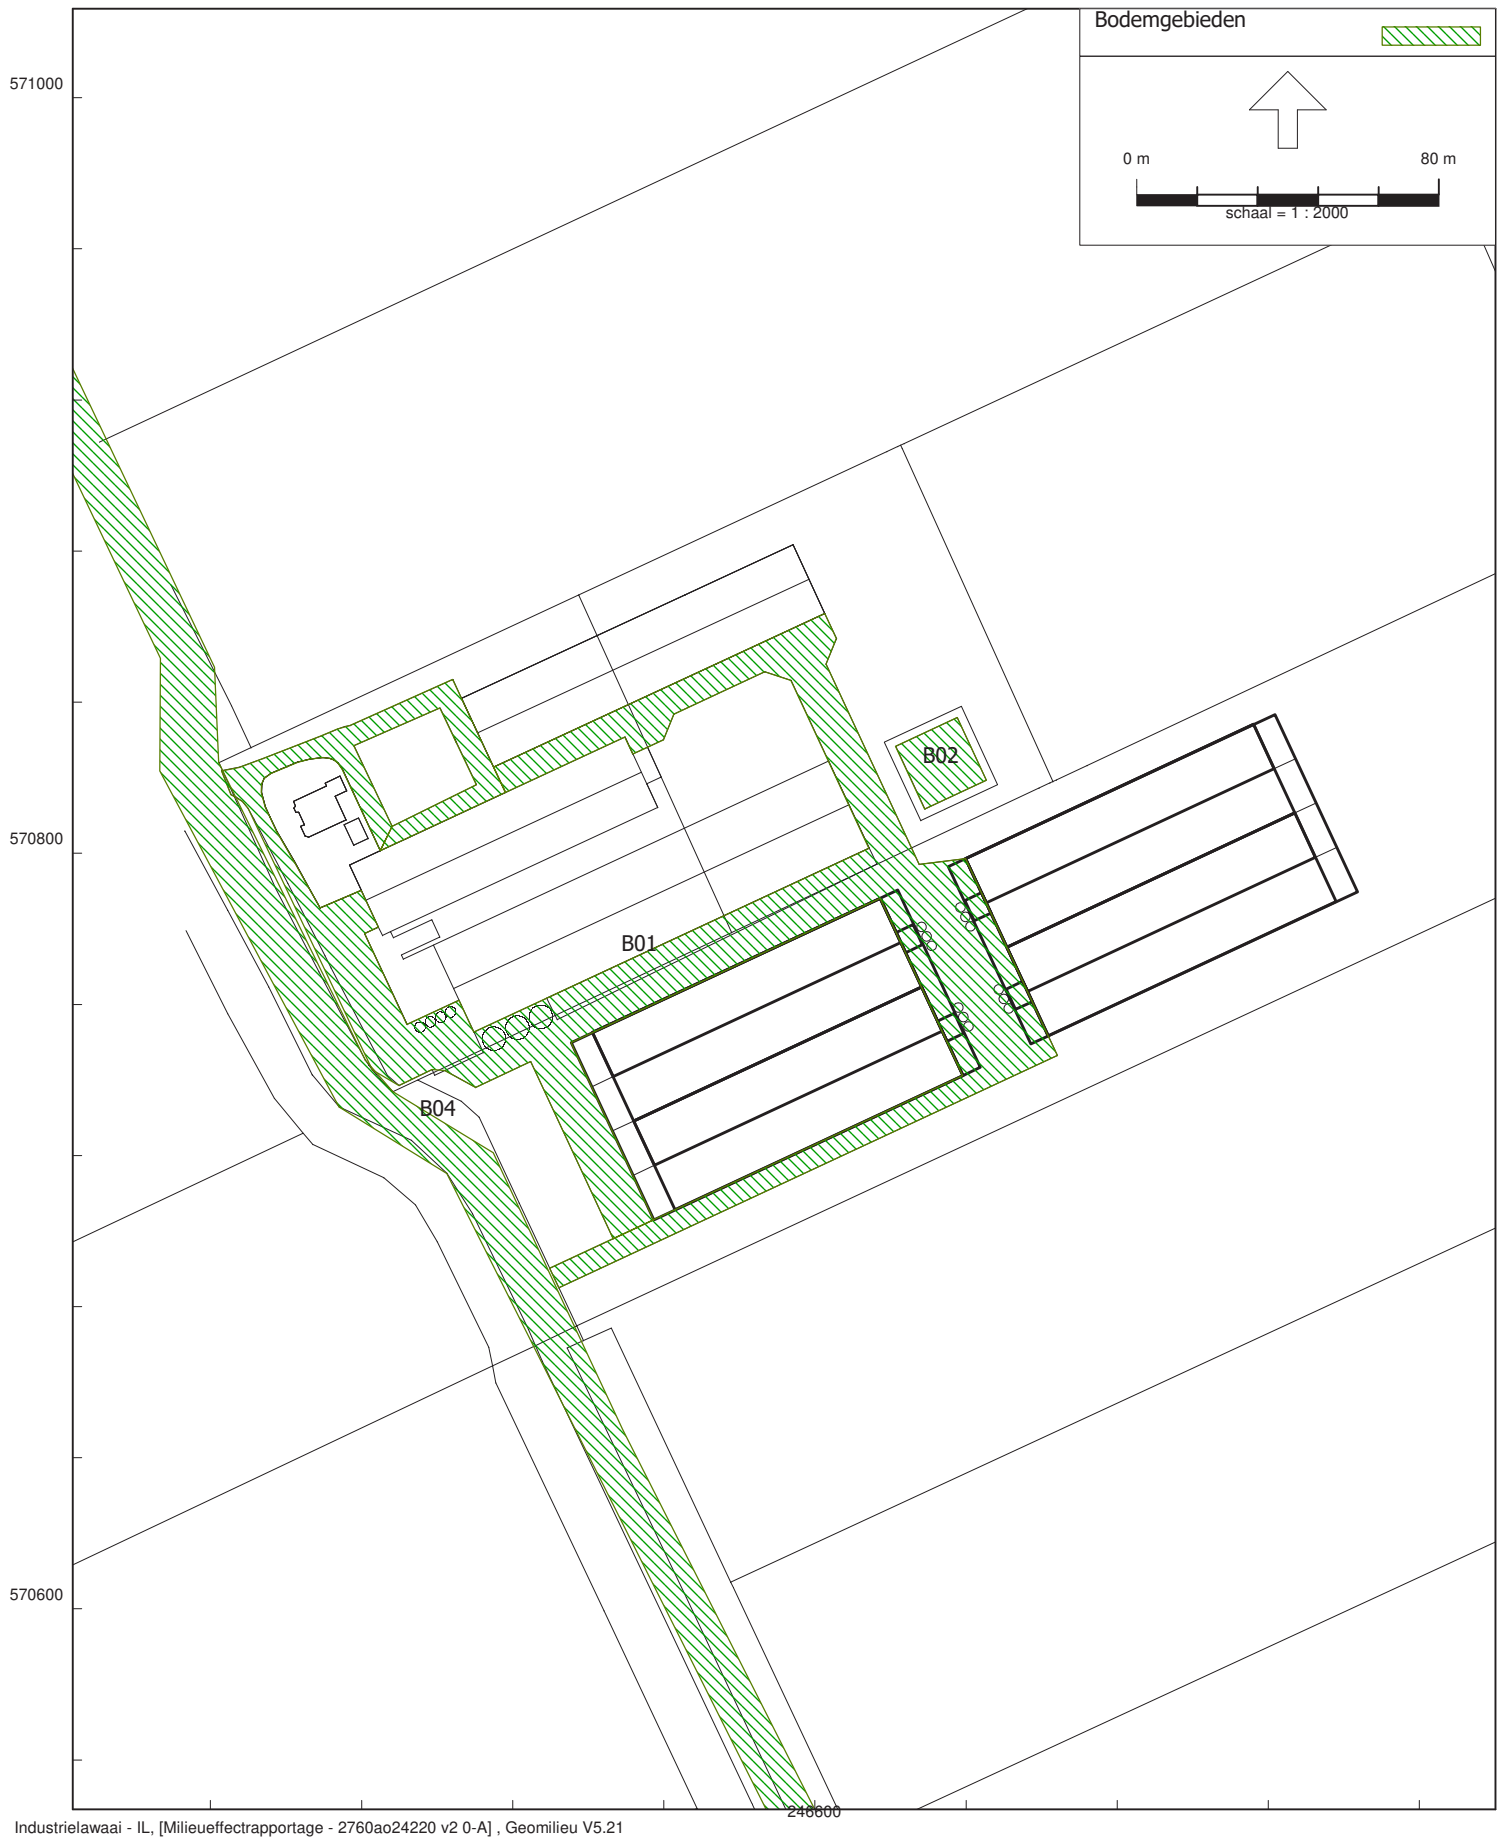 Bodemgebieden
571000
0 m 80 m
schaal = 1 : 2000
B02
570800
B01
B04
570600
246600
Industrielawaai - IL, [Milieueffectrapportage - 2760ao24220 v2 0-A] , Geomilieu V5.21